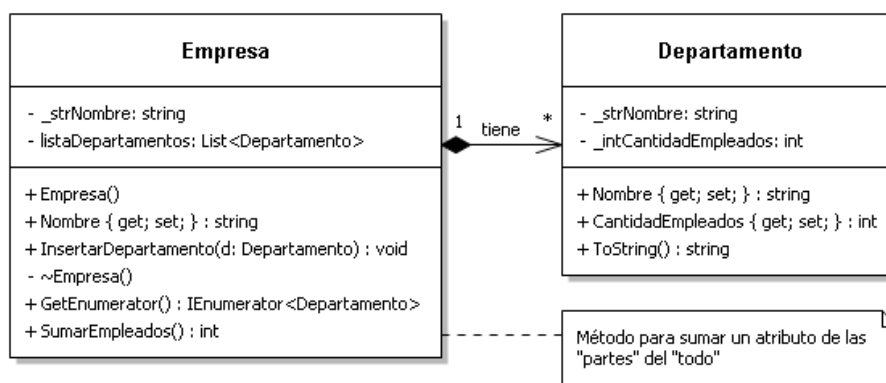 Empresa
- _strNombre: string
- listaDepartamentos: List<Departamento>
+ Empresa()
+ Nombre { get; set; } : string
+ InsertarDepartamento(d: Departamento) : void
- ~Empresa()
+ GetEnumerator() : IEnumerator<Departamento>
+ SumarEmpleados() : int
1
tiene
*
Departamento
- _strNombre: string
- _intCantidadEmpleados: int
+ Nombre { get; set; } : string
+ CantidadEmpleados { get; set; } : int
+ ToString() : string
Método para sumar un atributo de las
"partes" del "todo"